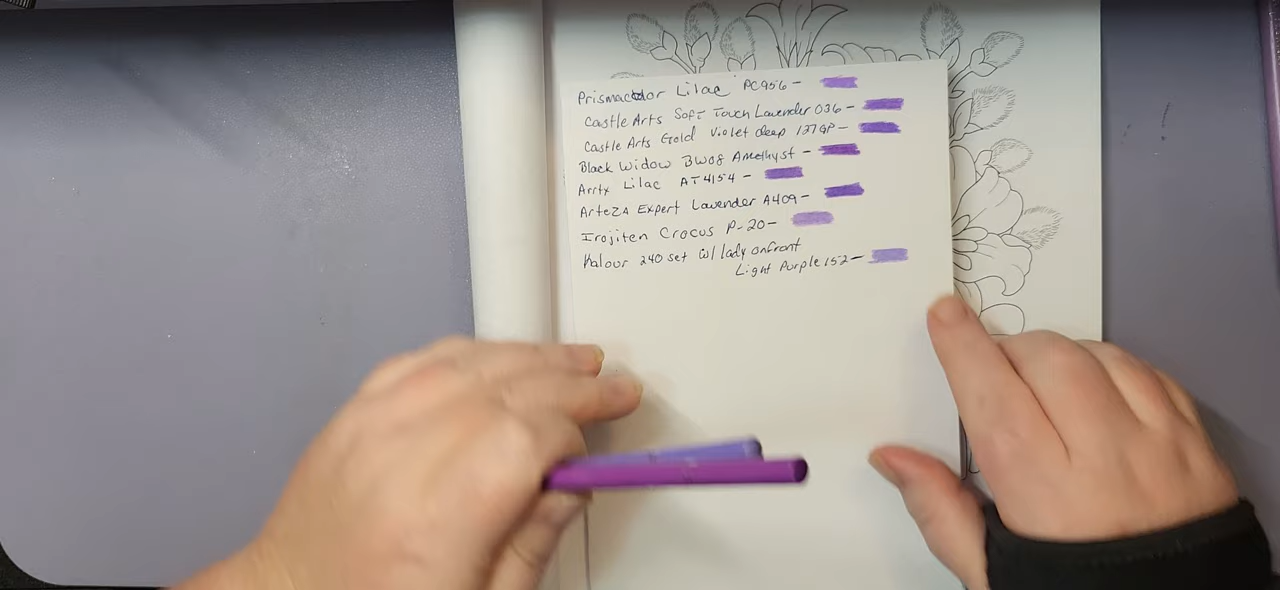 Prismacolor Lilac PC956 -
Castle Arts Soft Touch Lavender 036 -
Castle Arts Gold Violet deep 127GP -
Black Widow BW08 Amethyst -
Arrtx Lilac AT4154 -
Arteza Expert Lavender A409 -
Irojiten Crocus P-20 -
Kalour 240 set w/ lady on front
Light Purple 152 -